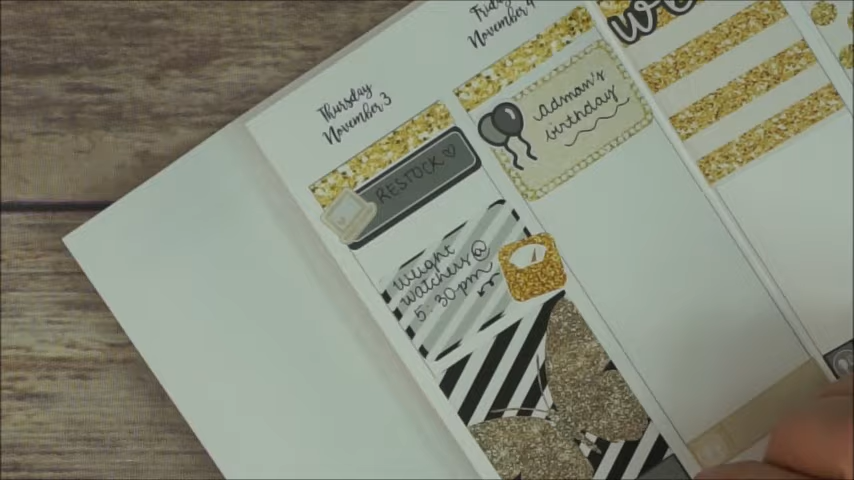 Thursday
November 3
RESTOCK ♡
Weight
Watchers @
5:30pm
Friday
November 4
adman's
birthday